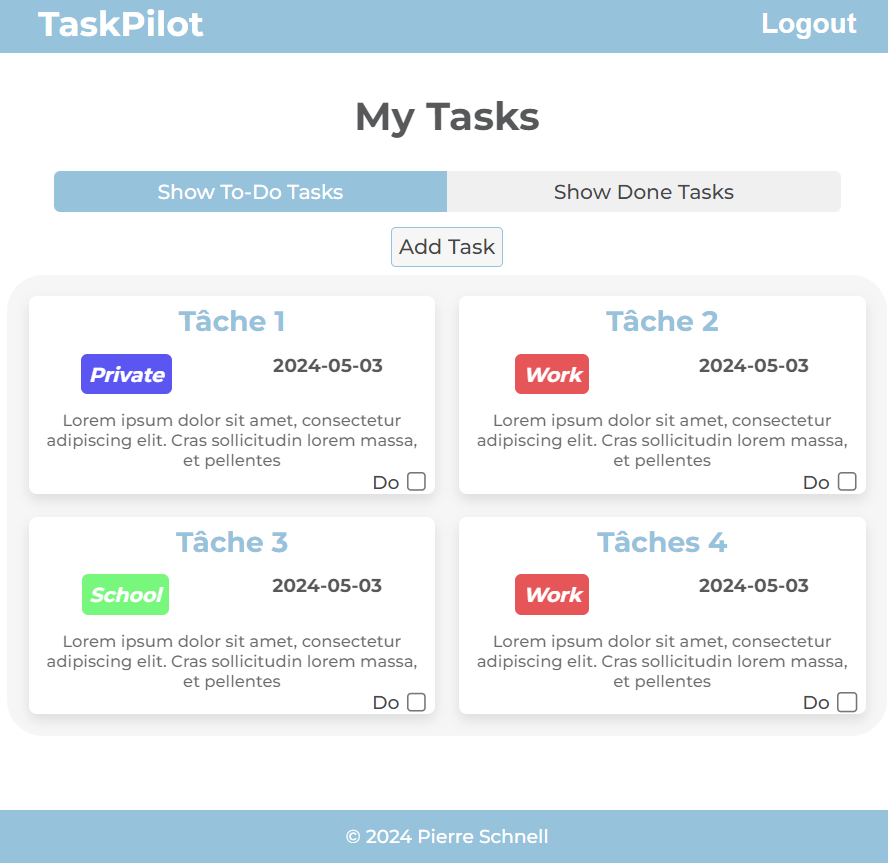 TaskPilot
Logout
My Tasks
Show To-Do Tasks
Show Done Tasks
Add Task
Tâche 1
Private
2024-05-03
Lorem ipsum dolor sit amet, consectetur
adipiscing elit. Cras sollicitudin lorem massa,
et pellentes
Do
Tâche 2
Work
2024-05-03
Lorem ipsum dolor sit amet, consectetur
adipiscing elit. Cras sollicitudin lorem massa,
et pellentes
Do
Tâche 3
School
2024-05-03
Lorem ipsum dolor sit amet, consectetur
adipiscing elit. Cras sollicitudin lorem massa,
et pellentes
Do
Tâches 4
Work
2024-05-03
Lorem ipsum dolor sit amet, consectetur
adipiscing elit. Cras sollicitudin lorem massa,
et pellentes
Do
© 2024 Pierre Schnell